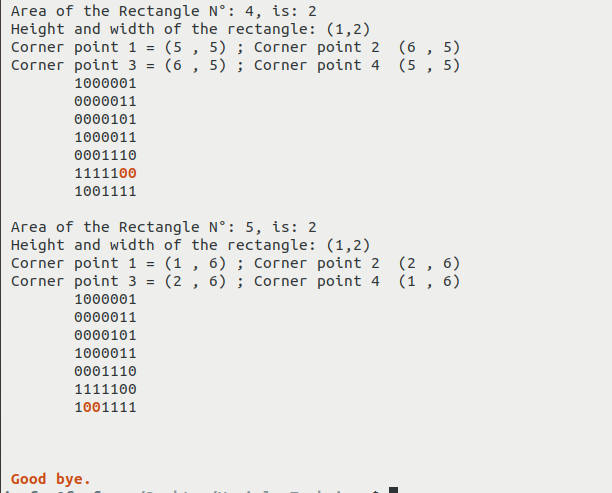 Area of the Rectangle N°: 4, is: 2
Height and width of the rectangle: (1,2)
Corner point 1 = (5 , 5) ; Corner point 2  (6 , 5)
Corner point 3 = (6 , 5) ; Corner point 4  (5 , 5)
1000001
0000011
0000101
1000011
0001110
1111100
1001111
Area of the Rectangle N°: 5, is: 2
Height and width of the rectangle: (1,2)
Corner point 1 = (1 , 6) ; Corner point 2  (2 , 6)
Corner point 3 = (2 , 6) ; Corner point 4  (1 , 6)
1000001
0000011
0000101
1000011
0001110
1111100
1001111
Good bye.